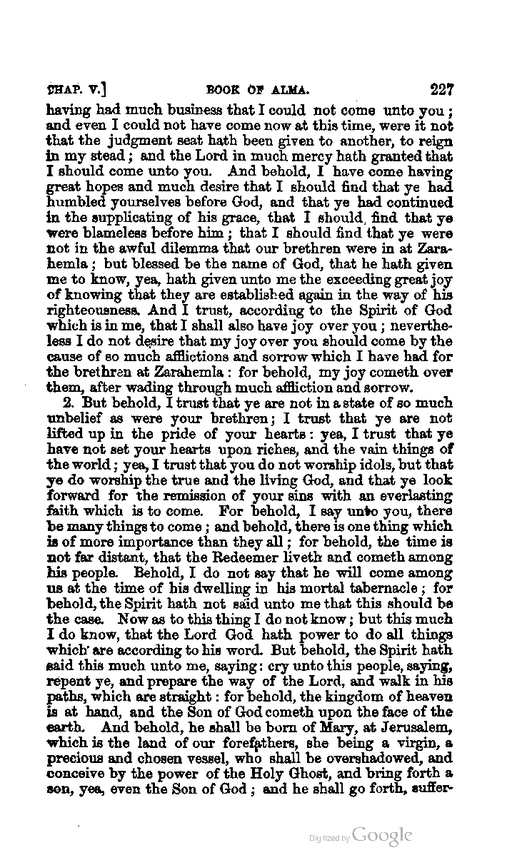 CHAP. V.] BOOK OF ALMA. 227
having had much business that I could not come unto you;
and even I could not have come now at this time, were it not
that the judgment seat hath been given to another, to reign
in my stead; and the Lord in much mercy hath granted that
I should come unto you. And behold, I have come having
great hopes and much desire that I should find that ye had
humbled yourselves before God, and that ye had continued
in the supplicating of his grace, that I should find that ye
were blameless before him; that I should find that ye were
not in the awful dilemma that our brethren were in at Zara-
hemla; but blessed be the name of God, that he hath given
me to know, yea, hath given unto me the exceeding great joy
of knowing that they are established again in the way of his
righteousness. And I trust, according to the Spirit of God
which is in me, that I shall also have joy over you; neverthe-
less I do not desire that my joy over you should come by the
cause of so much afflictions and sorrow which I have had for
the brethren at Zarahemla: for behold, my joy cometh over
them, after wading through much affliction and sorrow.
2. But behold, I trust that ye are not in a state of so much
unbelief as were your brethren; I trust that ye are not
lifted up in the pride of your hearts: yea, I trust that ye
have not set your hearts upon riches, and the vain things of
the world; yea, I trust that you do not worship idols, but that
ye do worship the true and the living God, and that ye look
forward for the remission of your sins with an everlasting
faith which is to come. For behold, I say unto you, there
be many things to come; and behold, there is one thing which
is of more importance than they all; for behold, the time is
not far distant, that the Redeemer liveth and cometh among
his people. Behold, I do not say that he will come among
us at the time of his dwelling in his mortal tabernacle; for
behold, the Spirit hath not said unto me that this should be
the case. Now as to this thing I do not know; but this much
I do know, that the Lord God hath power to do all things
which are according to his word. But behold, the Spirit hath
said this much unto me, saying: cry unto this people, saying,
repent ye, and prepare the way of the Lord, and walk in his
paths, which are straight: for behold, the kingdom of heaven
is at hand, and the Son of God cometh upon the face of the
earth. And behold, he shall be born of Mary, at Jerusalem,
which is the land of our forefathers, she being a virgin, a
precious and chosen vessel, who shall be overshadowed, and
conceive by the power of the Holy Ghost, and bring forth a
son, yea, even the Son of God; and he shall go forth, suffer-
Digitized by Google